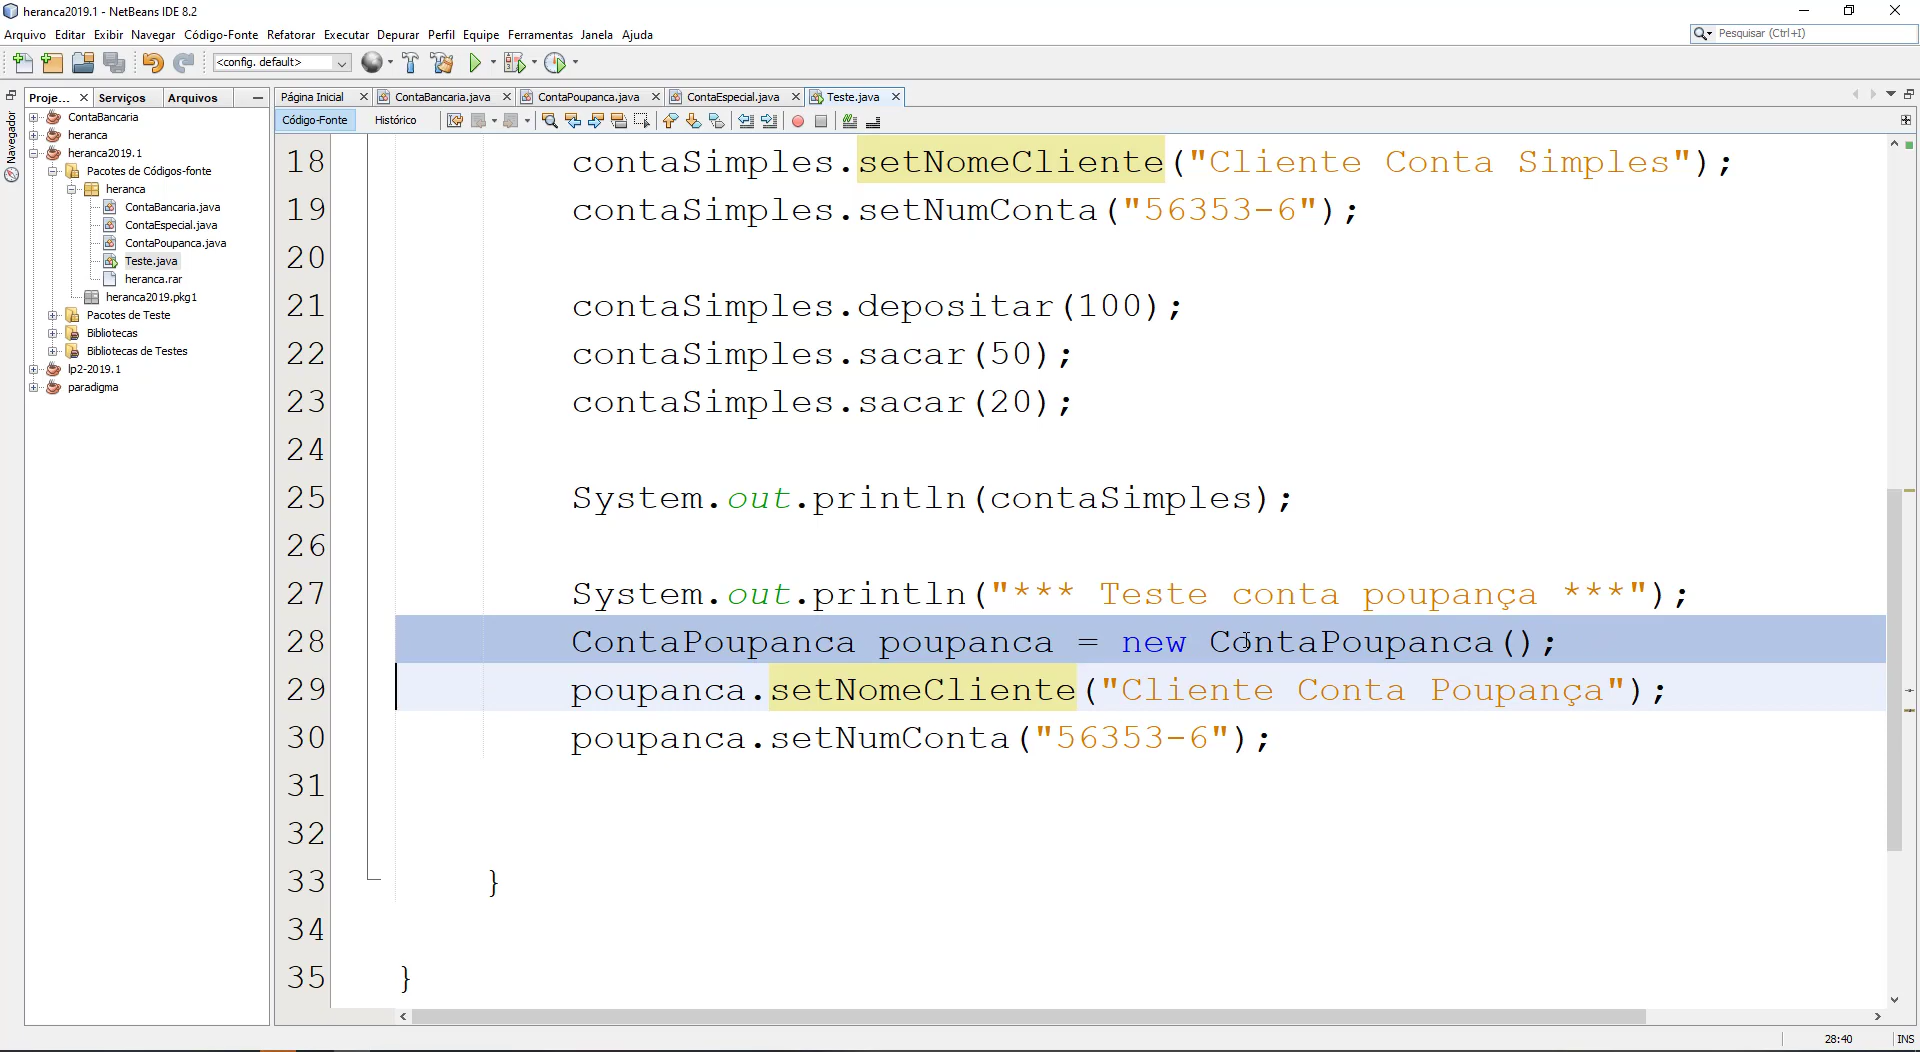 heranca2019.1 - NetBeans IDE 8.2
Arquivo Editar Exibir Navegar Código-Fonte Refatorar Executar Depurar Perfil Equipe Ferramentas Janela Ajuda
Pesquisar (Ctrl+I)
<config. default>
Proje... Serviços Arquivos
Página Inicial ContaBancaria.java ContaPoupanca.java ContaEspecial.java Teste.java
Navegador
Código-Fonte Histórico
ContaBancaria
heranca
heranca2019.1
Pacotes de Códigos-fonte
heranca
ContaBancaria.java
ContaEspecial.java
ContaPoupanca.java
Teste.java
heranca.rar
heranca2019.pkg1
Pacotes de Teste
Bibliotecas
Bibliotecas de Testes
lp2-2019.1
paradigma
18 contaSimples.setNomeCliente("Cliente Conta Simples");
19 contaSimples.setNumConta("56353-6");
20
21 contaSimples.depositar(100);
22 contaSimples.sacar(50);
23 contaSimples.sacar(20);
24
25 System.out.println(contaSimples);
26
27 System.out.println("*** Teste conta poupança ***");
28 ContaPoupanca poupanca = new ContaPoupanca();
29 poupanca.setNomeCliente("Cliente Conta Poupança");
30 poupanca.setNumConta("56353-6");
31
32
33 }
34
35 }
28:40 INS